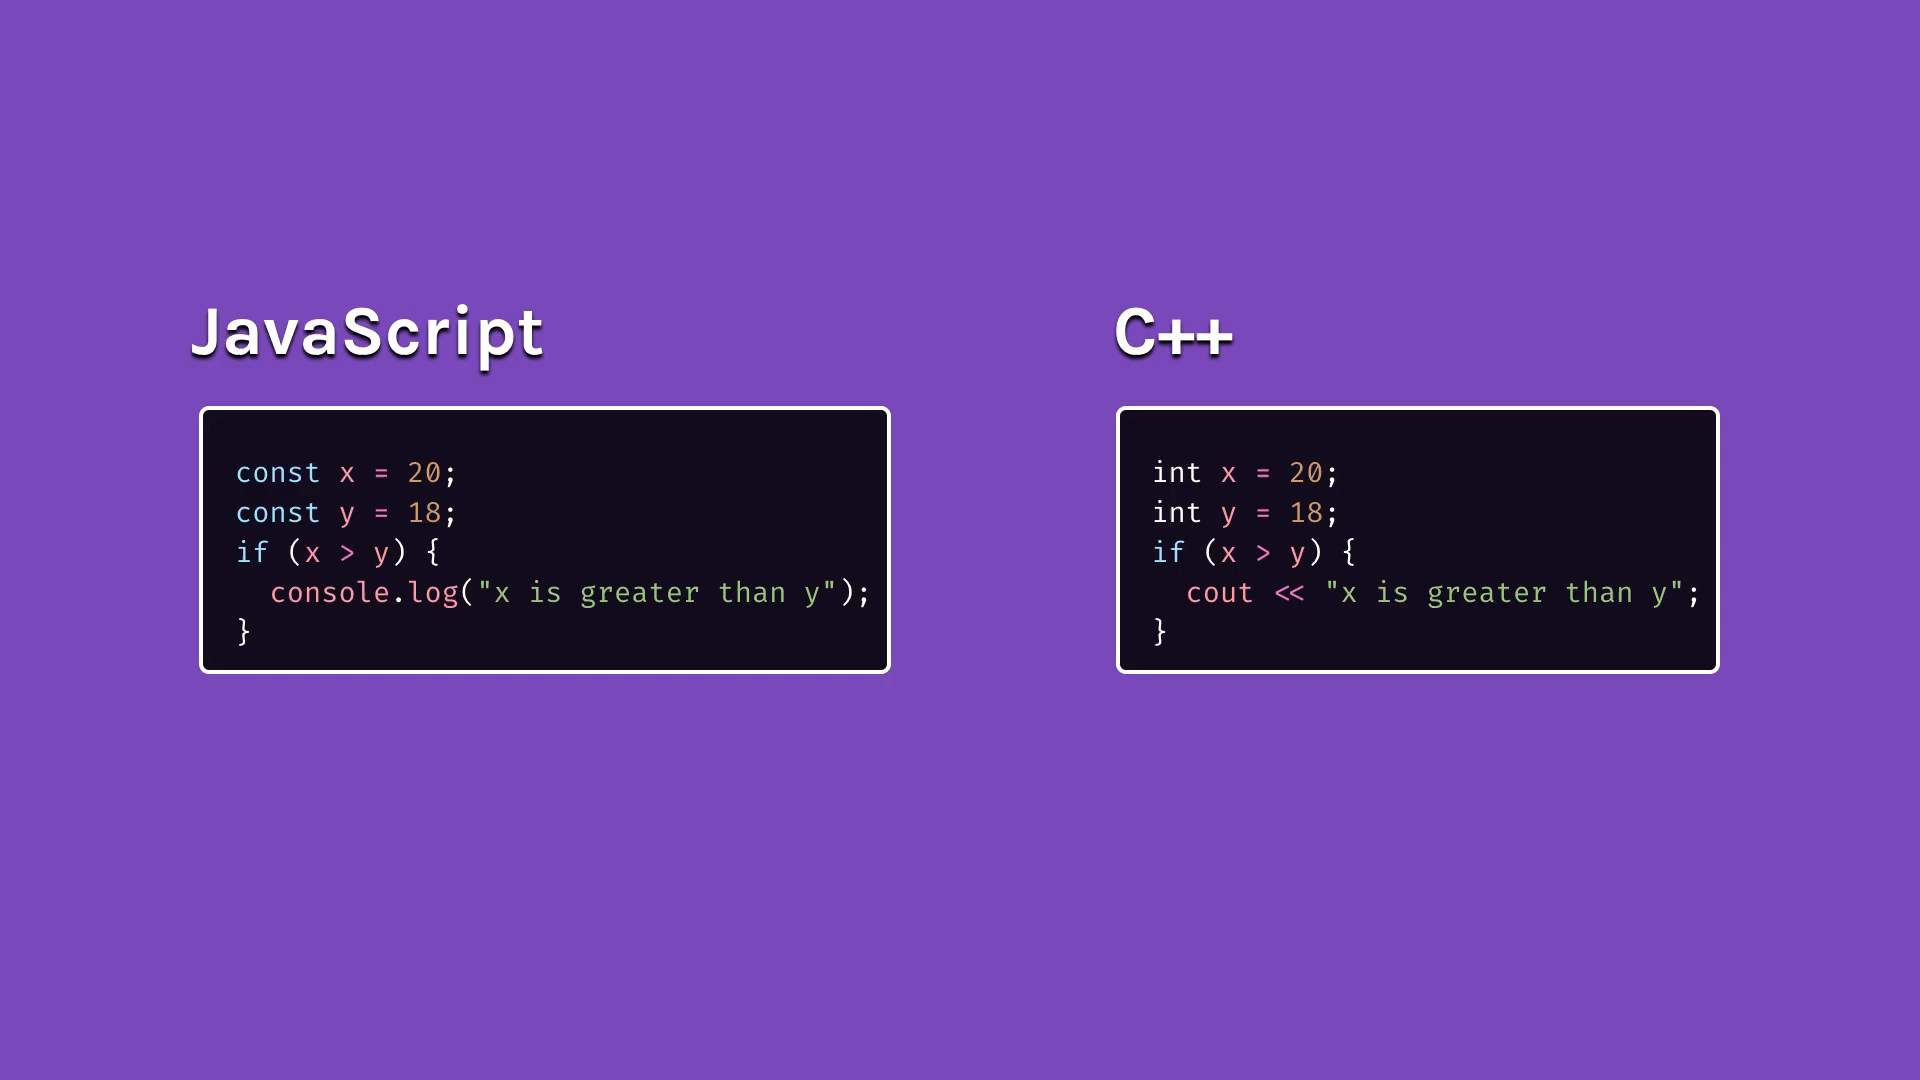 JavaScript
const x = 20;
const y = 18;
if (x > y) {
  console.log("x is greater than y");
}
C++
int x = 20;
int y = 18;
if (x > y) {
  cout << "x is greater than y";
}